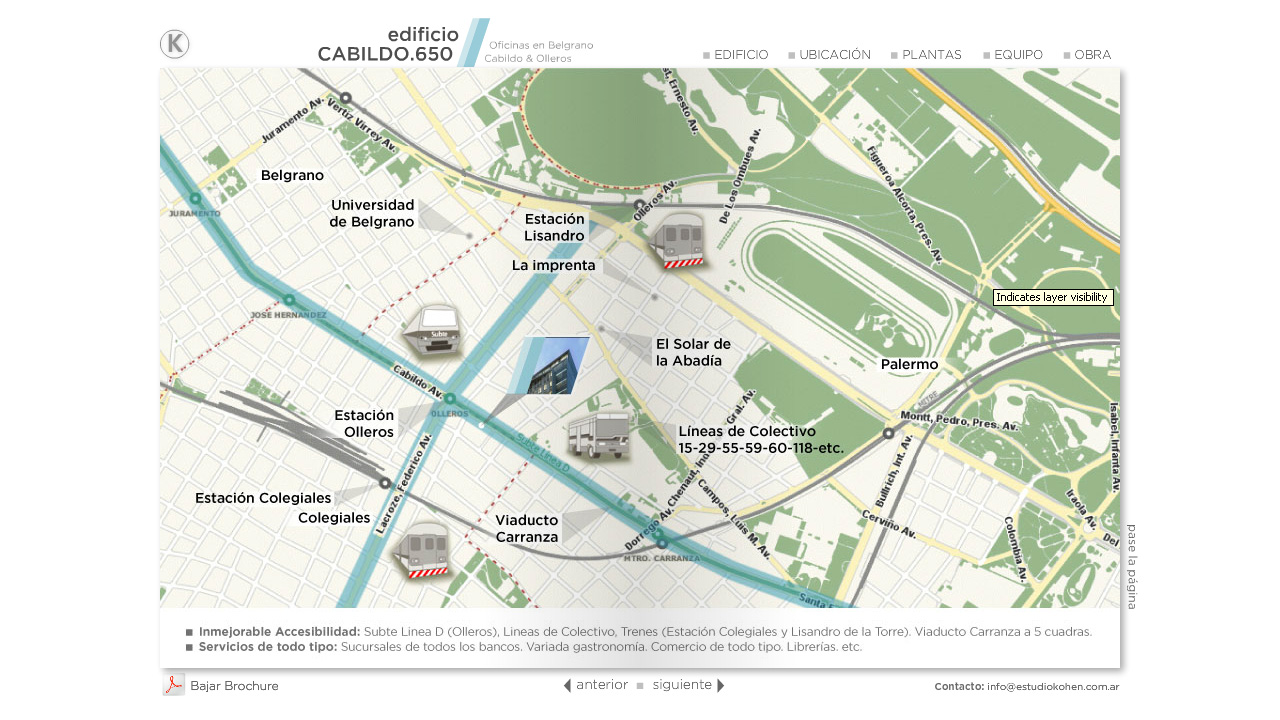 K
edificio
CABILDO.650
Oficinas en Belgrano
Cabildo & Olleros
EDIFICIO
UBICACIÓN
PLANTAS
EQUIPO
OBRA
Juramento Av.
Vertiz Virrey Av.
Ernesto Av.
De Los Ombues Av.
Figueroa Alcorta, Pres. Av.
Belgrano
JURAMENTO
Universidad
de Belgrano
Olleros Av.
Estación
Lisandro
La imprenta
Indicates layer visibility
JOSE HERNANDEZ
Subte
El Solar de
la Abadía
Palermo
Cabildo Av.
OLLEROS
MITRE
Estación
Olleros
Montt, Pedro, Pres. Av.
Isabel, Infanta Av.
Líneas de Colectivo
15-29-55-59-60-118-etc.
Subte Linea D
Lacroze, Federico Av.
Bullrich, Int. Av.
Estación Colegiales
Colegiales
Campos, Luis M. Av.
Cerviño Av.
Iraola Av.
Colombia Av.
Del
Viaducto
Carranza
Dorrego Av.
Chenaut, Ind. Gral. Av.
MTRO. CARRANZA
Santa F
pase la página
Inmejorable Accesibilidad: Subte Linea D (Olleros), Lineas de Colectivo, Trenes (Estación Colegiales y Lisandro de la Torre). Viaducto Carranza a 5 cuadras.
Servicios de todo tipo: Sucursales de todos los bancos. Variada gastronomía. Comercio de todo tipo. Librerías. etc.
Bajar Brochure
anterior
siguiente
Contacto: info@estudiokohen.com.ar